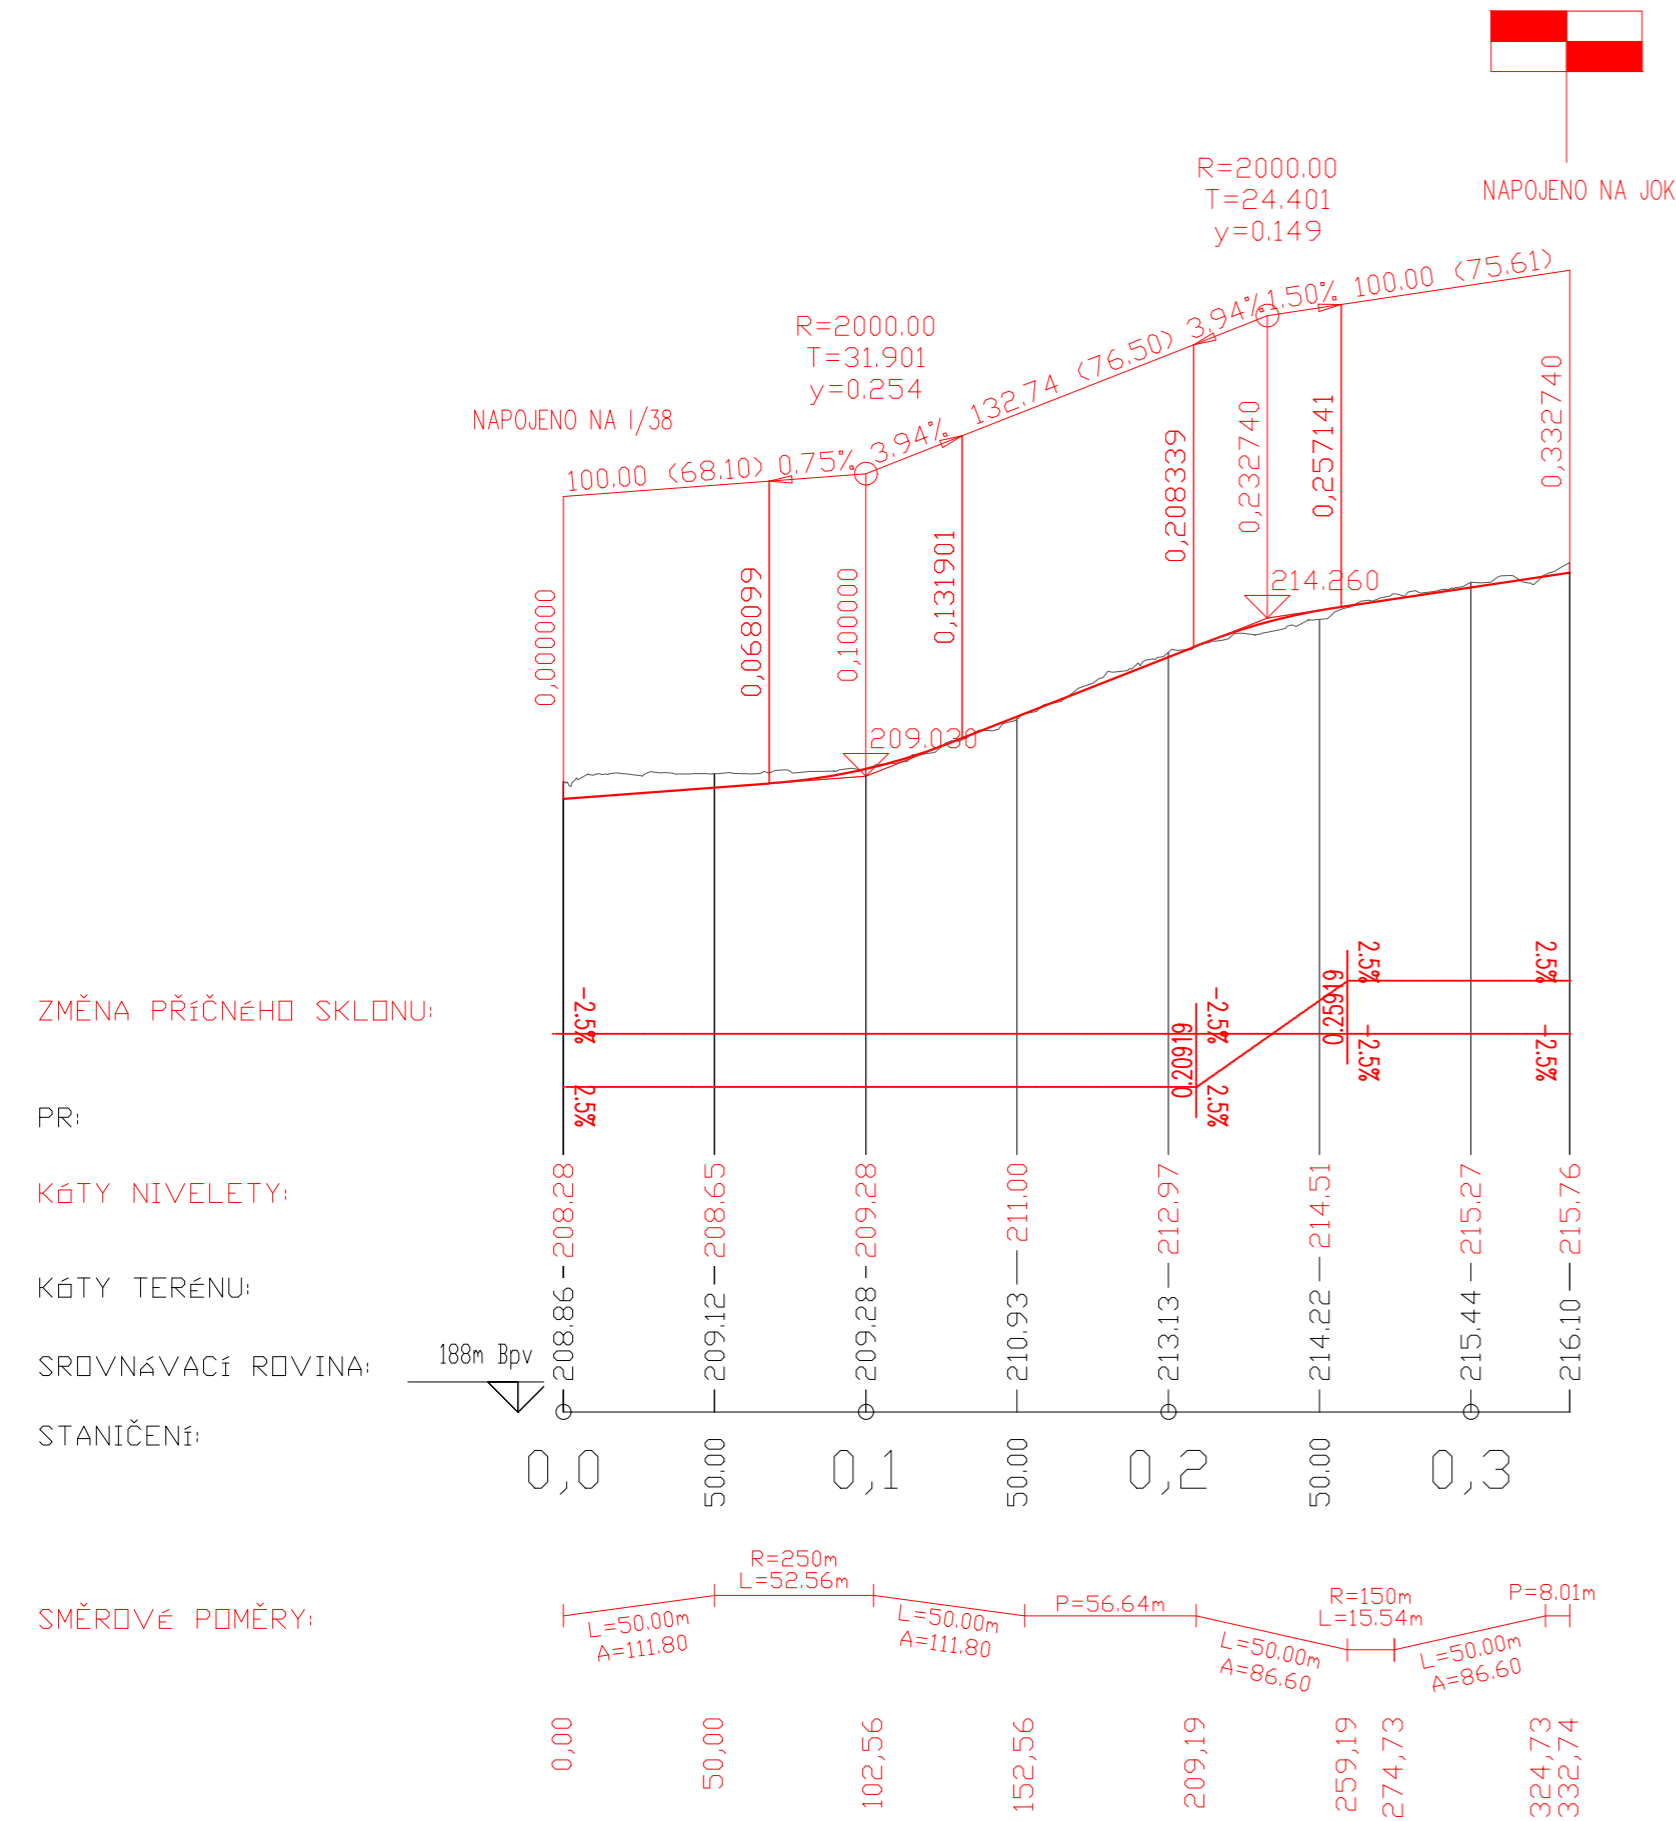 R=2000.00
T=24.401
y=0.149
NAPOJENO NA JOK
R=2000.00
T=31.901
y=0.254
NAPOJENO NA I/38
100.00 (68.10) 0.75%
3.94% 132.74 (76.50) 3.94%
1.50% 100.00 (75.61)
0,000000
0,068099
0,100000
0,131901
0,208339
0,232740
0,257141
0,332740
209.030
214.260
ZMĚNA PŘÍČNÉHO SKLONU:
-2.5%
2.5%
0.20919
-2.5%
2.5%
0.25919
2.5%
-2.5%
2.5%
-2.5%
PR:
KÓTY NIVELETY:
208.28
208.65
209.28
211.00
212.97
214.51
215.27
215.76
KÓTY TERÉNU:
208.86
209.12
209.28
210.93
213.13
214.22
215.44
216.10
SROVNÁVACÍ ROVINA:
188m Bpv
STANIČENÍ:
0,0
50.00
0,1
50.00
0,2
50.00
0,3
SMĚROVÉ POMĚRY:
L=50.00m
A=111.80
R=250m
L=52.56m
L=50.00m
A=111.80
P=56.64m
L=50.00m
A=86.60
R=150m
L=15.54m
L=50.00m
A=86.60
P=8.01m
0,00
50,00
102,56
152,56
209,19
259,19
274,73
324,73
332,74